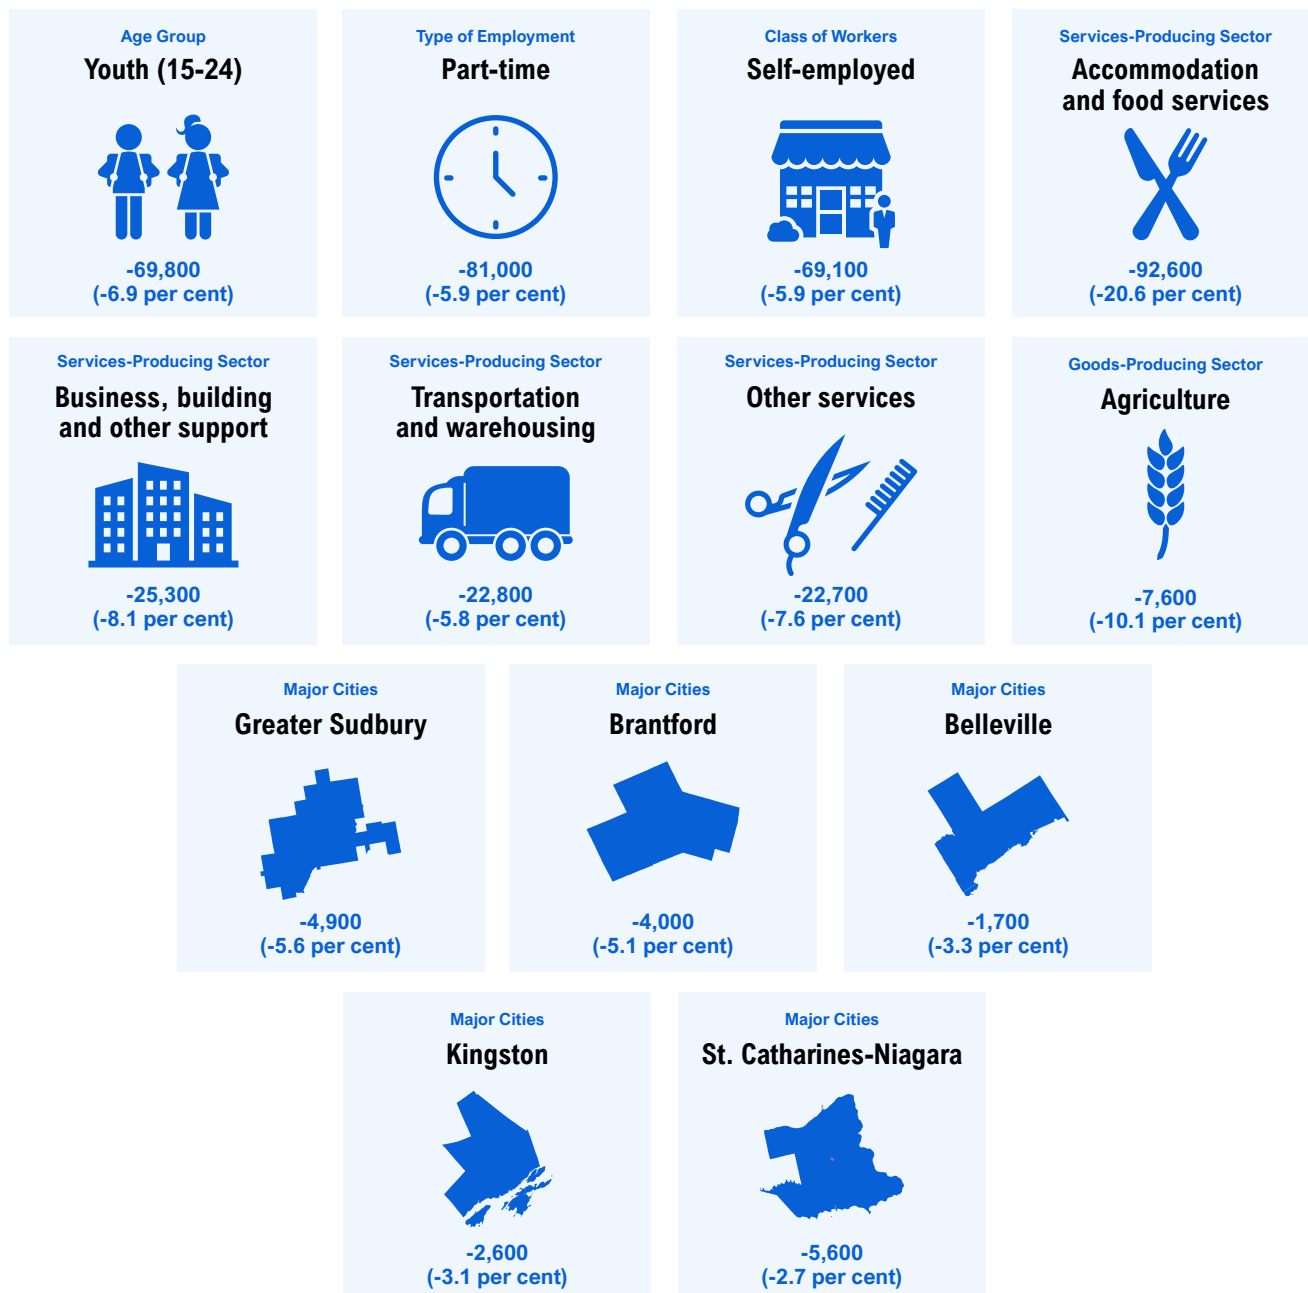 Age Group
Youth (15-24)
-69,800
(-6.9 per cent)
Type of Employment
Part-time
-81,000
(-5.9 per cent)
Class of Workers
Self-employed
-69,100
(-5.9 per cent)
Services-Producing Sector
Accommodation
and food services
-92,600
(-20.6 per cent)
Services-Producing Sector
Business, building
and other support
-25,300
(-8.1 per cent)
Services-Producing Sector
Transportation
and warehousing
-22,800
(-5.8 per cent)
Services-Producing Sector
Other services
-22,700
(-7.6 per cent)
Goods-Producing Sector
Agriculture
-7,600
(-10.1 per cent)
Major Cities
Greater Sudbury
-4,900
(-5.6 per cent)
Major Cities
Brantford
-4,000
(-5.1 per cent)
Major Cities
Belleville
-1,700
(-3.3 per cent)
Major Cities
Kingston
-2,600
(-3.1 per cent)
Major Cities
St. Catharines-Niagara
-5,600
(-2.7 per cent)